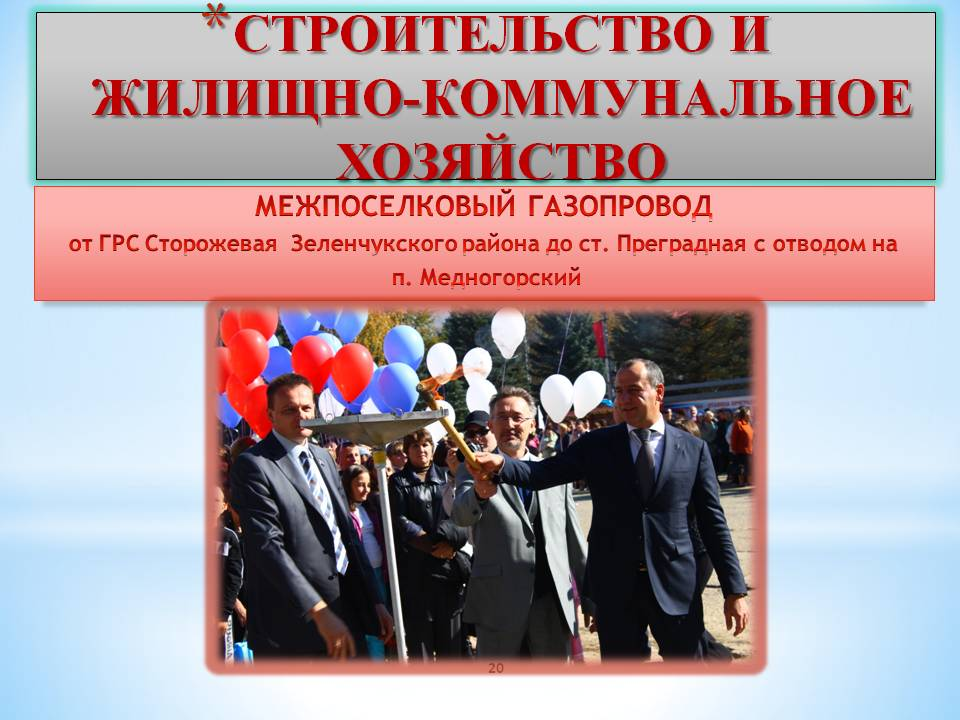 *СТРОИТЕЛЬСТВО И
ЖИЛИЩНО-КОММУНАЛЬНОЕ
ХОЗЯЙСТВО
МЕЖПОСЕЛКОВЫЙ ГАЗОПРОВОД
от ГРС Сторожевая Зеленчукского района до ст. Преградная с отводом на
п. Медногорский
20